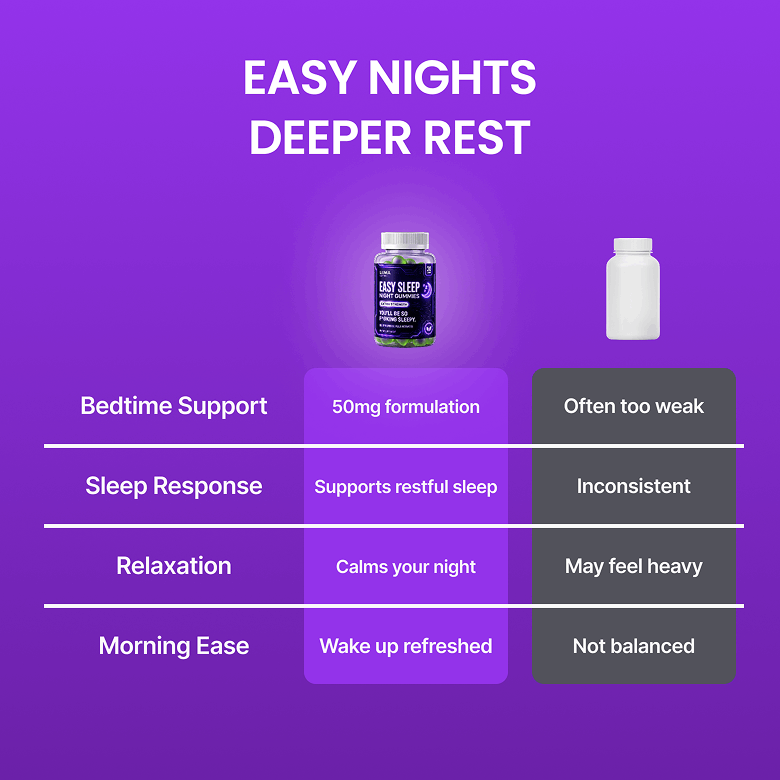 EASY NIGHTS
DEEPER REST
EASY SLEEP
NIGHT GUMMIES
YOU'LL BE SO
F*CKING SLEEPY.
Bedtime Support
50mg formulation
Often too weak
Sleep Response
Supports restful sleep
Inconsistent
Relaxation
Calms your night
May feel heavy
Morning Ease
Wake up refreshed
Not balanced